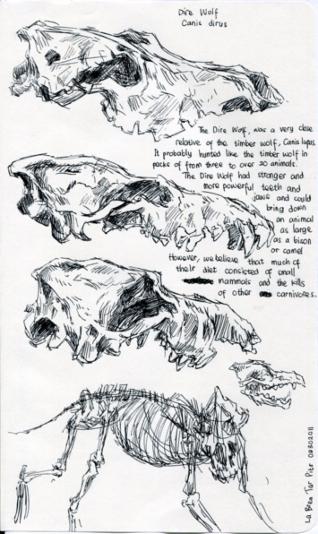 Dire Wolf
Canis dirus
The Dire Wolf, was a very close
relative of the timber wolf, Canis lupus.
It probably hunted like the timber wolf in
packs of from three to over 30 animals.
The Dire Wolf had stronger and
more powerful teeth and
jaws and could
bring down
an animal
as large
as a bison
or camel
However, we believe that much of
their diet consisted of small
mammals and the kills
of other carnivores.
La Brea Tar Pits 09302011